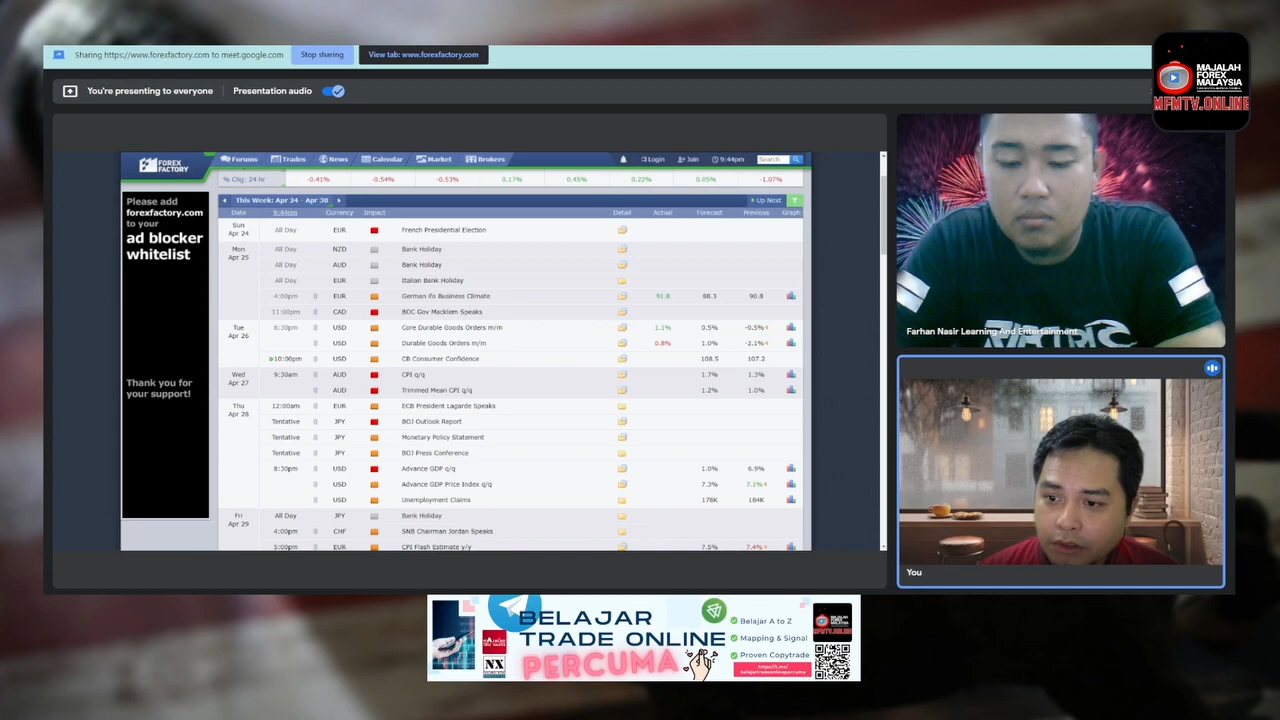 Sharing https://www.forexfactory.com to meet.google.com Stop sharing View tab: www.forexfactory.com
You're presenting to everyone Presentation audio
MAJALAH
FOREX
MALAYSIA
MFMTV.ONLINE
FOREX FACTORY Forums Trades News Calendar Market Brokers Login Join 9:44pm Search
% Chg: 24 hr -0.41% -0.54% -0.53% 0.17% 0.45% 0.22% 0.05% -1.07%
Please add
forexfactory.com
to your
ad blocker
whitelist
Thank you for
your support!
This Week: Apr 24 - Apr 30 Up Next
Date 9:44pm Currency Impact Detail Actual Forecast Previous Graph
Sun Apr 24 All Day EUR French Presidential Election
Mon Apr 25 All Day NZD Bank Holiday
All Day AUD Bank Holiday
All Day EUR Italian Bank Holiday
4:00pm EUR German ifo Business Climate 91.8 88.3 90.8
11:00pm CAD BOC Gov Macklem Speaks
Tue Apr 26 8:30pm USD Core Durable Goods Orders m/m 1.1% 0.5% -0.5%
USD Durable Goods Orders m/m 0.8% 1.0% -2.1%
10:00pm USD CB Consumer Confidence 108.5 107.2
Wed Apr 27 9:30am AUD CPI q/q 1.7% 1.3%
AUD Trimmed Mean CPI q/q 1.2% 1.0%
Thu Apr 28 12:00am EUR ECB President Lagarde Speaks
Tentative JPY BOJ Outlook Report
Tentative JPY Monetary Policy Statement
Tentative JPY BOJ Press Conference
8:30pm USD Advance GDP q/q 1.0% 6.9%
USD Advance GDP Price Index q/q 7.3% 7.1%
USD Unemployment Claims 178K 184K
Fri Apr 29 All Day JPY Bank Holiday
4:00pm CHF SNB Chairman Jordan Speaks
5:00pm EUR CPI Flash Estimate y/y 7.5% 7.4%
Farhan Nasir Learning And Entertainment
You
BELAJAR
TRADE ONLINE
PERCUMA
Belajar A to Z
Mapping & Signal
Proven Copytrade
https://t.me/
belajartradeonlinepercuma
NX